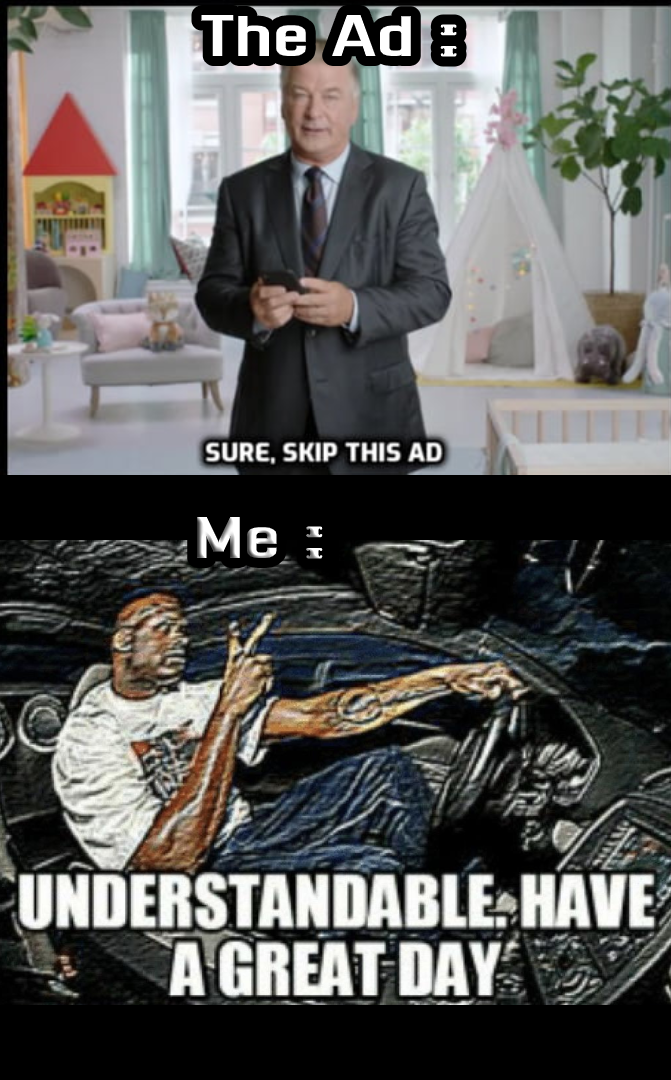 The Ad :
SURE, SKIP THIS AD
Me :
UNDERSTANDABLE. HAVE
A GREAT DAY